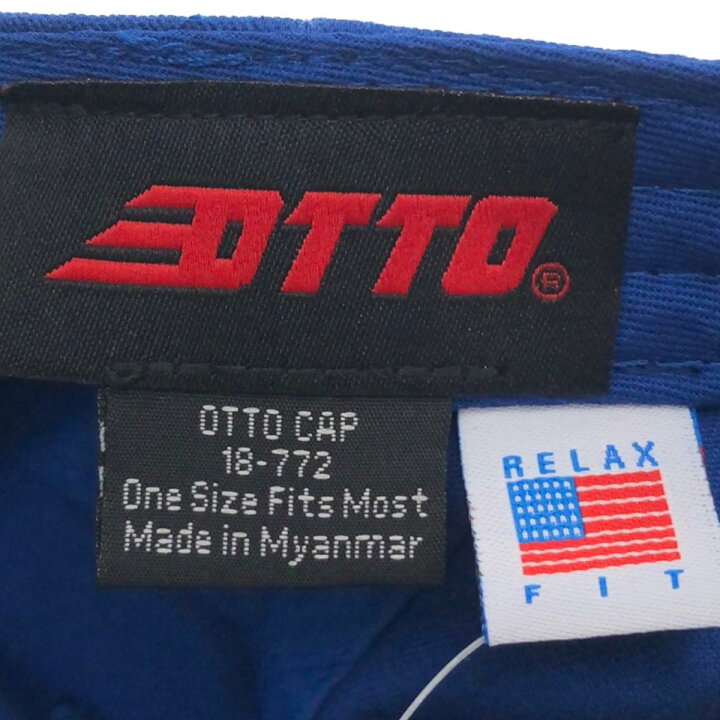 OTTO®
OTTO CAP
18-772
One Size Fits Most
Made in Myanmar
RELAX
FIT